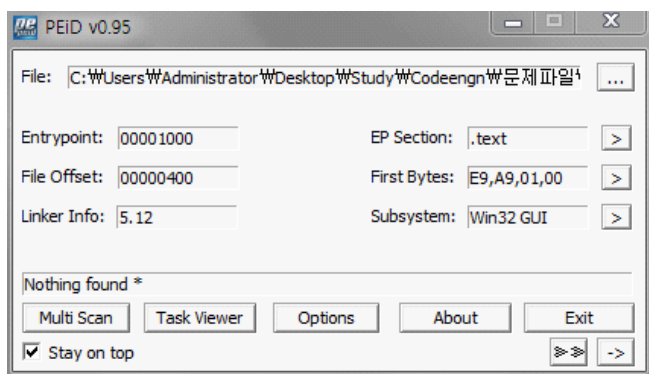 PEiD v0.95
File: C:₩Users₩Administrator₩Desktop₩Study₩Codeengn₩문제파일 ...
Entrypoint: 00001000 EP Section: .text >
File Offset: 00000400 First Bytes: E9,A9,01,00 >
Linker Info: 5.12 Subsystem: Win32 GUI >
Nothing found *
Multi Scan Task Viewer Options About Exit
Stay on top >> ->